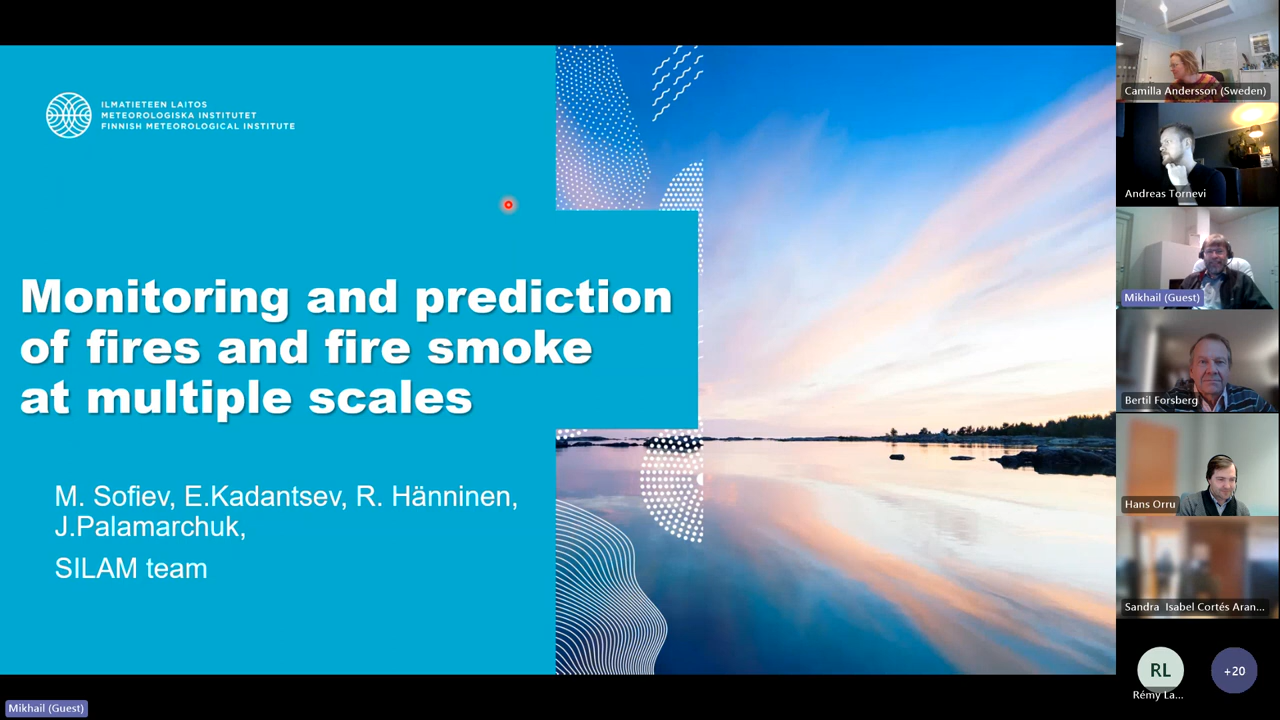 ILMATIETEEN LAITOS
METEOROLOGISKA INSTITUTET
FINNISH METEOROLOGICAL INSTITUTE
Monitoring and prediction
of fires and fire smoke
at multiple scales
M. Sofiev, E.Kadantsev, R. Hänninen,
J.Palamarchuk,
SILAM team
Mikhail (Guest)
Camilla Andersson (Sweden)
Andreas Tornevi
Mikhail (Guest)
Bertil Forsberg
Hans Orru
Sandra Isabel Cortés Aran...
RL
Rémy La...
+20